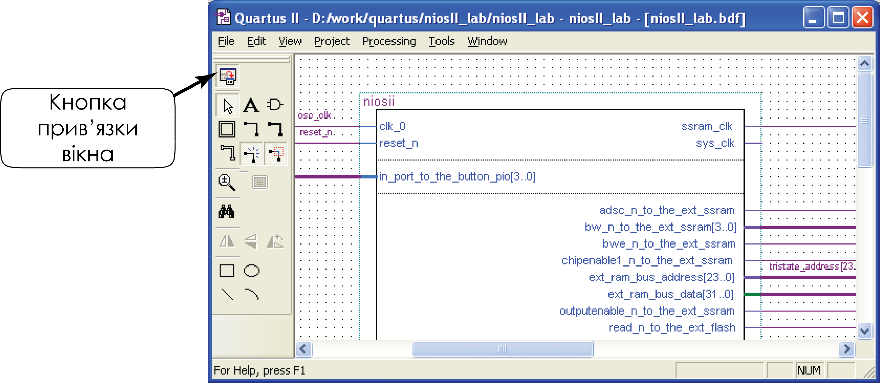 Quartus II - D:/work/quartus/niosII_lab/niosII_lab - niosII_lab - [niosII_lab.bdf]
File Edit View Project Processing Tools Window
Кнопка
прив’язки
вікна
niosii
osc_clk
clk_0
ssram_clk
reset_n
reset_n
sys_clk
in_port_to_the_button_pio[3..0]
adsc_n_to_the_ext_ssram
bw_n_to_the_ext_ssram[3..0]
bwe_n_to_the_ext_ssram
chipenable1_n_to_the_ext_ssram
tristate_address[23.
ext_ram_bus_address[23..0]
ext_ram_bus_data[31..0]
outputenable_n_to_the_ext_ssram
read_n_to_the_ext_flash
For Help, press F1
NUM